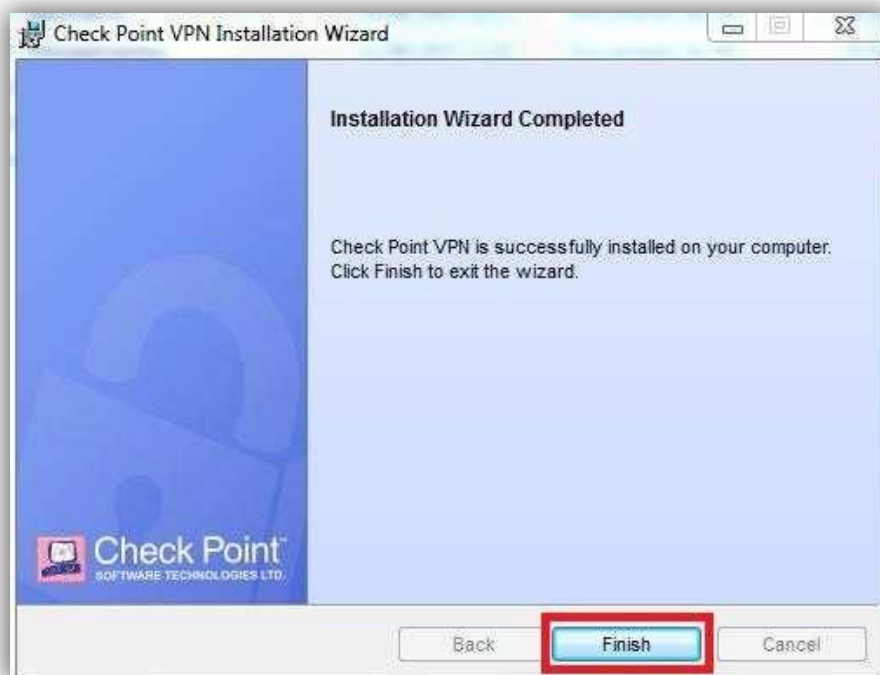 Check Point VPN Installation Wizard
Installation Wizard Completed
Check Point VPN is successfully installed on your computer.
Click Finish to exit the wizard.
Check Point™
SOFTWARE TECHNOLOGIES LTD.
Back Finish Cancel